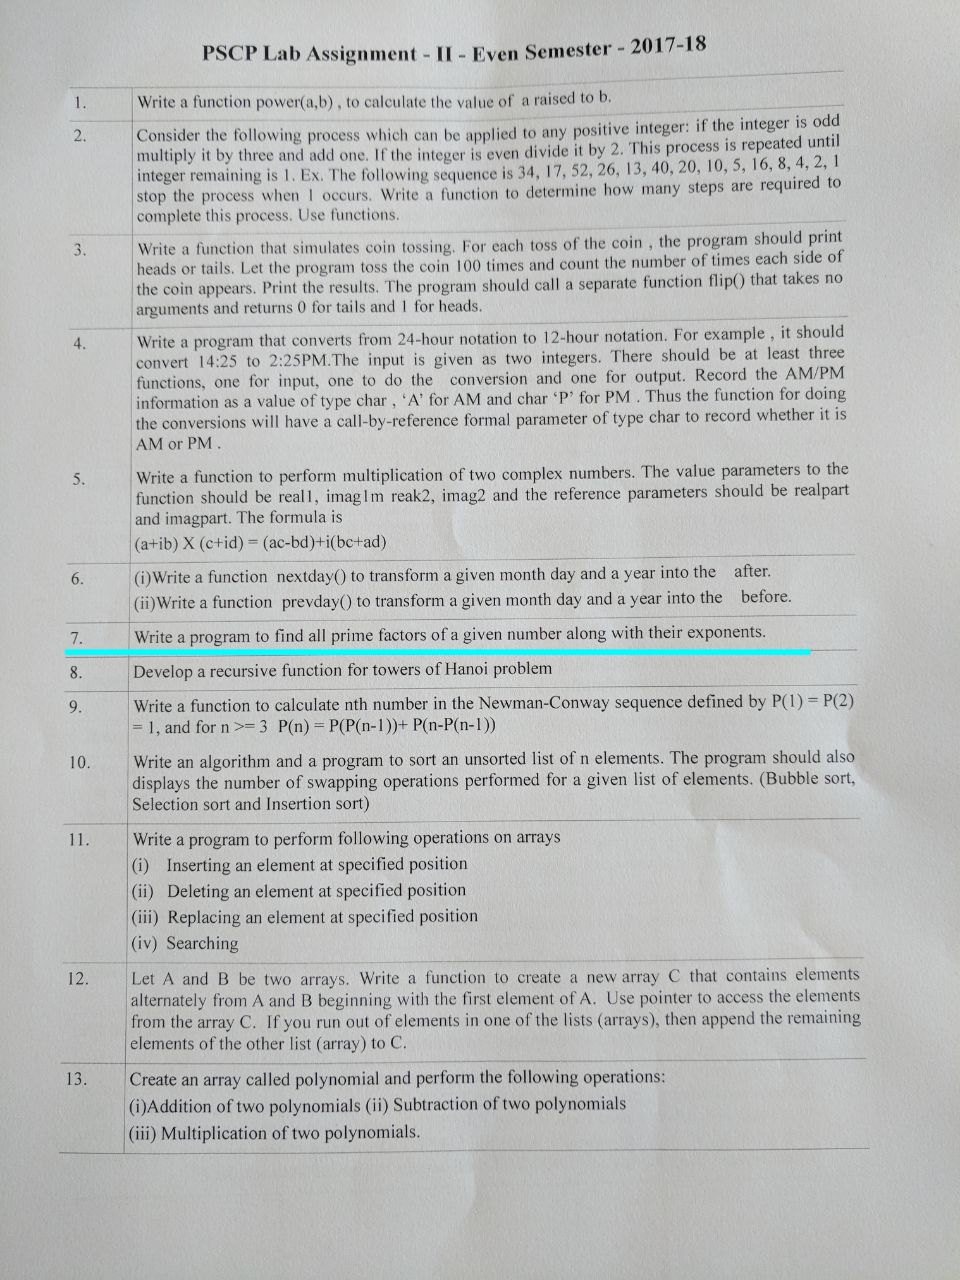 PSCP Lab Assignment - II - Even Semester - 2017-18
1. Write a function power(a,b) , to calculate the value of a raised to b.
2. Consider the following process which can be applied to any positive integer: if the integer is odd
multiply it by three and add one. If the integer is even divide it by 2. This process is repeated until
integer remaining is 1. Ex. The following sequence is 34, 17, 52, 26, 13, 40, 20, 10, 5, 16, 8, 4, 2, 1
stop the process when 1 occurs. Write a function to determine how many steps are required to
complete this process. Use functions.
3. Write a function that simulates coin tossing. For each toss of the coin , the program should print
heads or tails. Let the program toss the coin 100 times and count the number of times each side of
the coin appears. Print the results. The program should call a separate function flip() that takes no
arguments and returns 0 for tails and 1 for heads.
4. Write a program that converts from 24-hour notation to 12-hour notation. For example , it should
convert 14:25 to 2:25PM.The input is given as two integers. There should be at least three
functions, one for input, one to do the conversion and one for output. Record the AM/PM
information as a value of type char , ‘A’ for AM and char ‘P’ for PM . Thus the function for doing
the conversions will have a call-by-reference formal parameter of type char to record whether it is
AM or PM .
5. Write a function to perform multiplication of two complex numbers. The value parameters to the
function should be real1, imag1m reak2, imag2 and the reference parameters should be realpart
and imagpart. The formula is
(a+ib) X (c+id) = (ac-bd)+i(bc+ad)
6. (i)Write a function nextday() to transform a given month day and a year into the after.
(ii)Write a function prevday() to transform a given month day and a year into the before.
7. Write a program to find all prime factors of a given number along with their exponents.
8. Develop a recursive function for towers of Hanoi problem
9. Write a function to calculate nth number in the Newman-Conway sequence defined by P(1) = P(2)
= 1, and for n >= 3 P(n) = P(P(n-1))+ P(n-P(n-1))
10. Write an algorithm and a program to sort an unsorted list of n elements. The program should also
displays the number of swapping operations performed for a given list of elements. (Bubble sort,
Selection sort and Insertion sort)
11. Write a program to perform following operations on arrays
(i) Inserting an element at specified position
(ii) Deleting an element at specified position
(iii) Replacing an element at specified position
(iv) Searching
12. Let A and B be two arrays. Write a function to create a new array C that contains elements
alternately from A and B beginning with the first element of A. Use pointer to access the elements
from the array C. If you run out of elements in one of the lists (arrays), then append the remaining
elements of the other list (array) to C.
13. Create an array called polynomial and perform the following operations:
(i)Addition of two polynomials (ii) Subtraction of two polynomials
(iii) Multiplication of two polynomials.